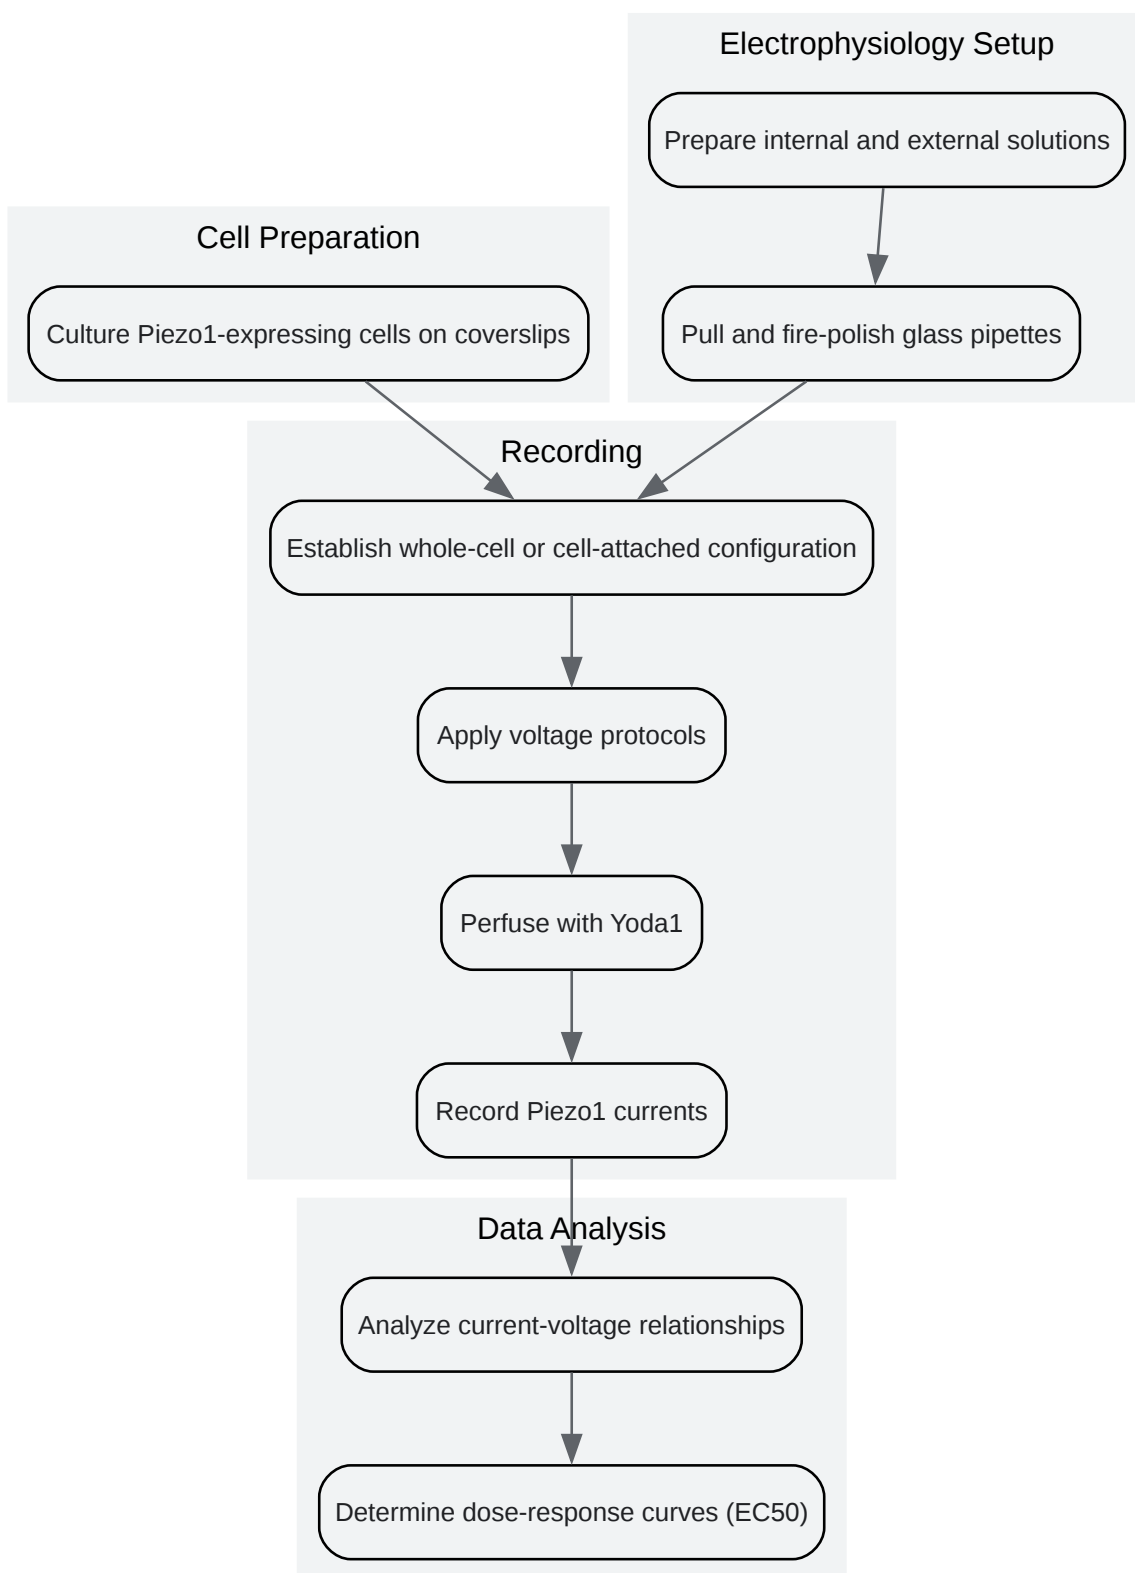 Electrophysiology Setup
Prepare internal and external solutions
Cell Preparation
Culture Piezo1-expressing cells on coverslips
Pull and fire-polish glass pipettes
Recording
Establish whole-cell or cell-attached configuration
Apply voltage protocols
Perfuse with Yoda1
Record Piezo1 currents
Data Analysis
Analyze current-voltage relationships
Determine dose-response curves (EC50)